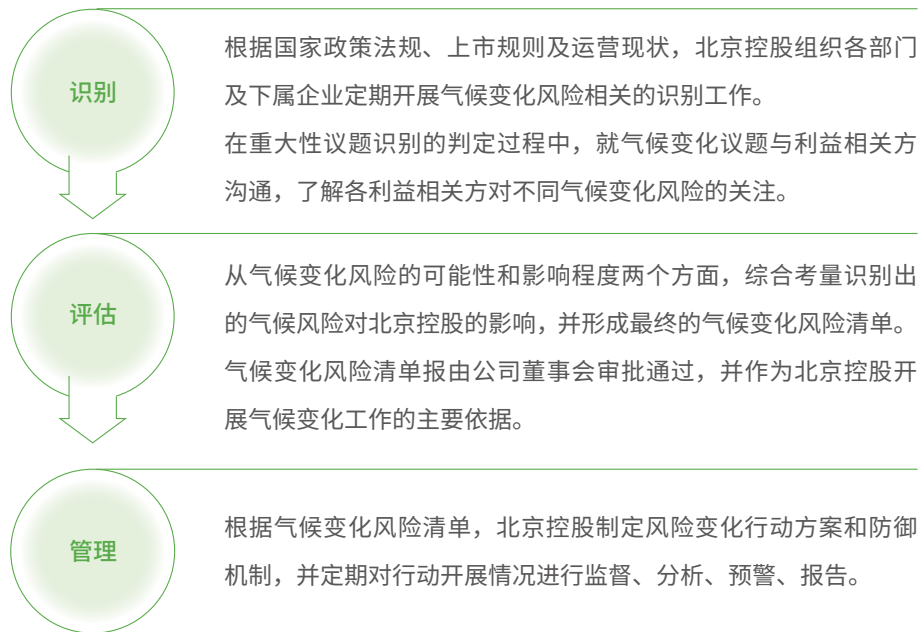 识别
根据国家政策法规、上市规则及运营现状，北京控股组织各部门
及下属企业定期开展气候变化风险相关的识别工作。
在重大性议题识别的判定过程中，就气候变化议题与利益相关方
沟通，了解各利益相关方对不同气候变化风险的关注。
评估
从气候变化风险的可能性和影响程度两个方面，综合考量识别出
的气候风险对北京控股的影响，并形成最终的气候变化风险清单。
气候变化风险清单报由公司董事会审批通过，并作为北京控股开
展气候变化工作的主要依据。
管理
根据气候变化风险清单，北京控股制定风险变化行动方案和防御
机制，并定期对行动开展情况进行监督、分析、预警、报告。